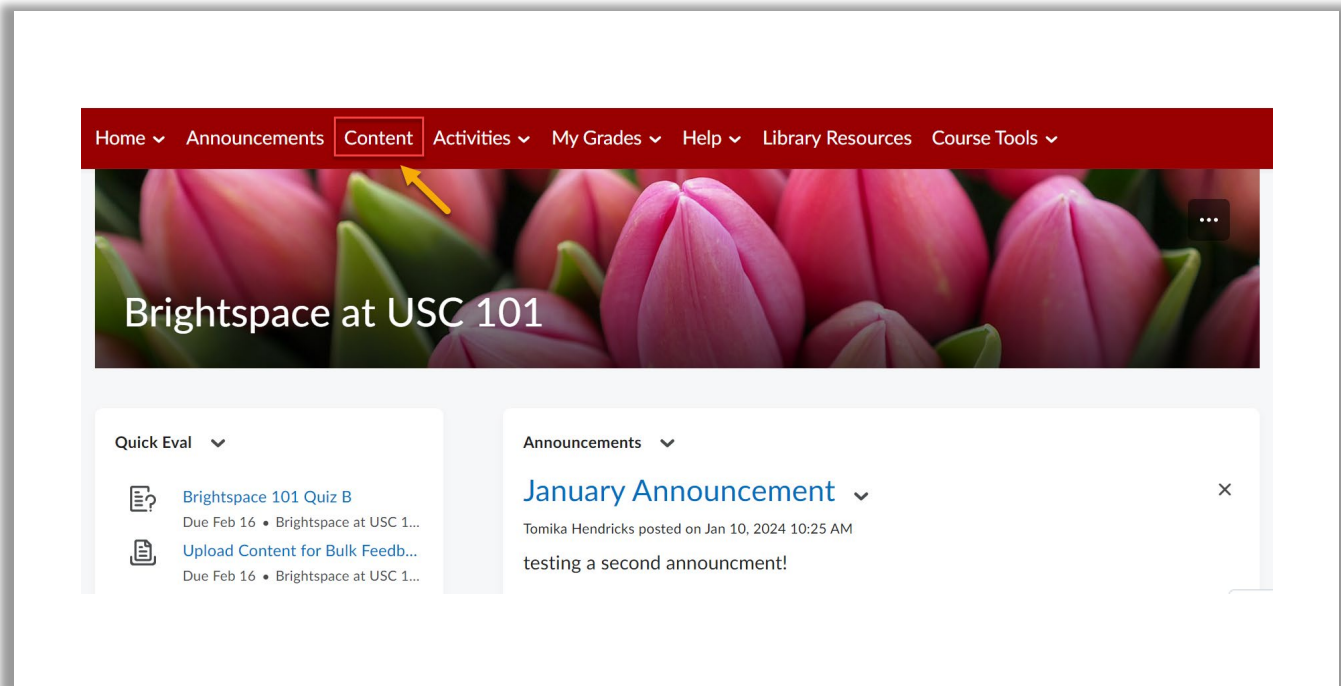 Home Announcements Content Activities My Grades Help Library Resources Course Tools
Brightspace at USC 101
Quick Eval
Brightspace 101 Quiz B
Due Feb 16 • Brightspace at USC 1...
Upload Content for Bulk Feedb...
Due Feb 16 • Brightspace at USC 1...
Announcements
January Announcement
Tomika Hendricks posted on Jan 10, 2024 10:25 AM
testing a second announcment!